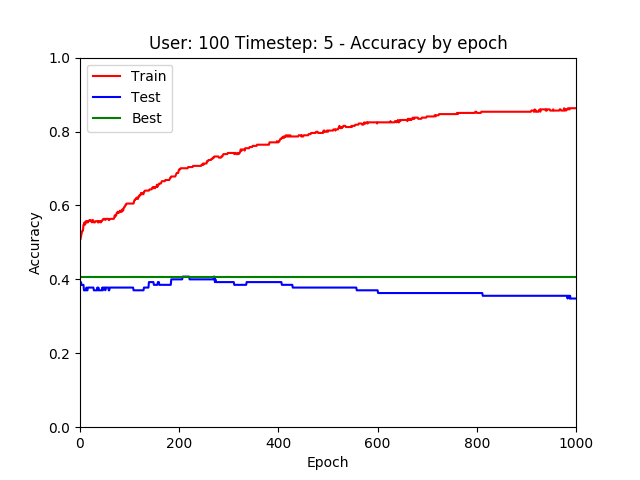 User: 100 Timestep: 5 - Accuracy by epoch
Train
Test
Best
1.0
0.8
0.6
0.4
0.2
0.0
Accuracy
0 200 400 600 800 1000
Epoch